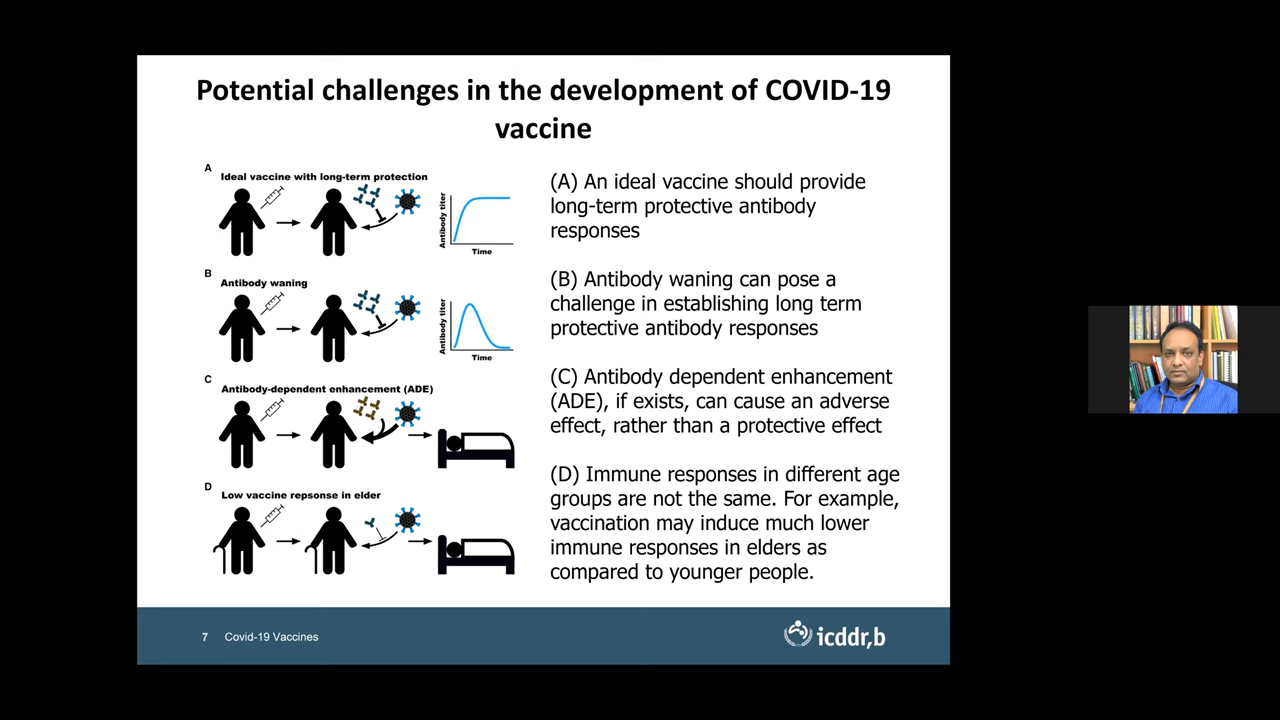 Potential challenges in the development of COVID-19
vaccine
A
Ideal vaccine with long-term protection
Antibody titer
Time
B
Antibody waning
Antibody titer
Time
C
Antibody-dependent enhancement (ADE)
D
Low vaccine repsonse in elder
(A) An ideal vaccine should provide
long-term protective antibody
responses
(B) Antibody waning can pose a
challenge in establishing long term
protective antibody responses
(C) Antibody dependent enhancement
(ADE), if exists, can cause an adverse
effect, rather than a protective effect
(D) Immune responses in different age
groups are not the same. For example,
vaccination may induce much lower
immune responses in elders as
compared to younger people.
7 Covid-19 Vaccines
icddr,b